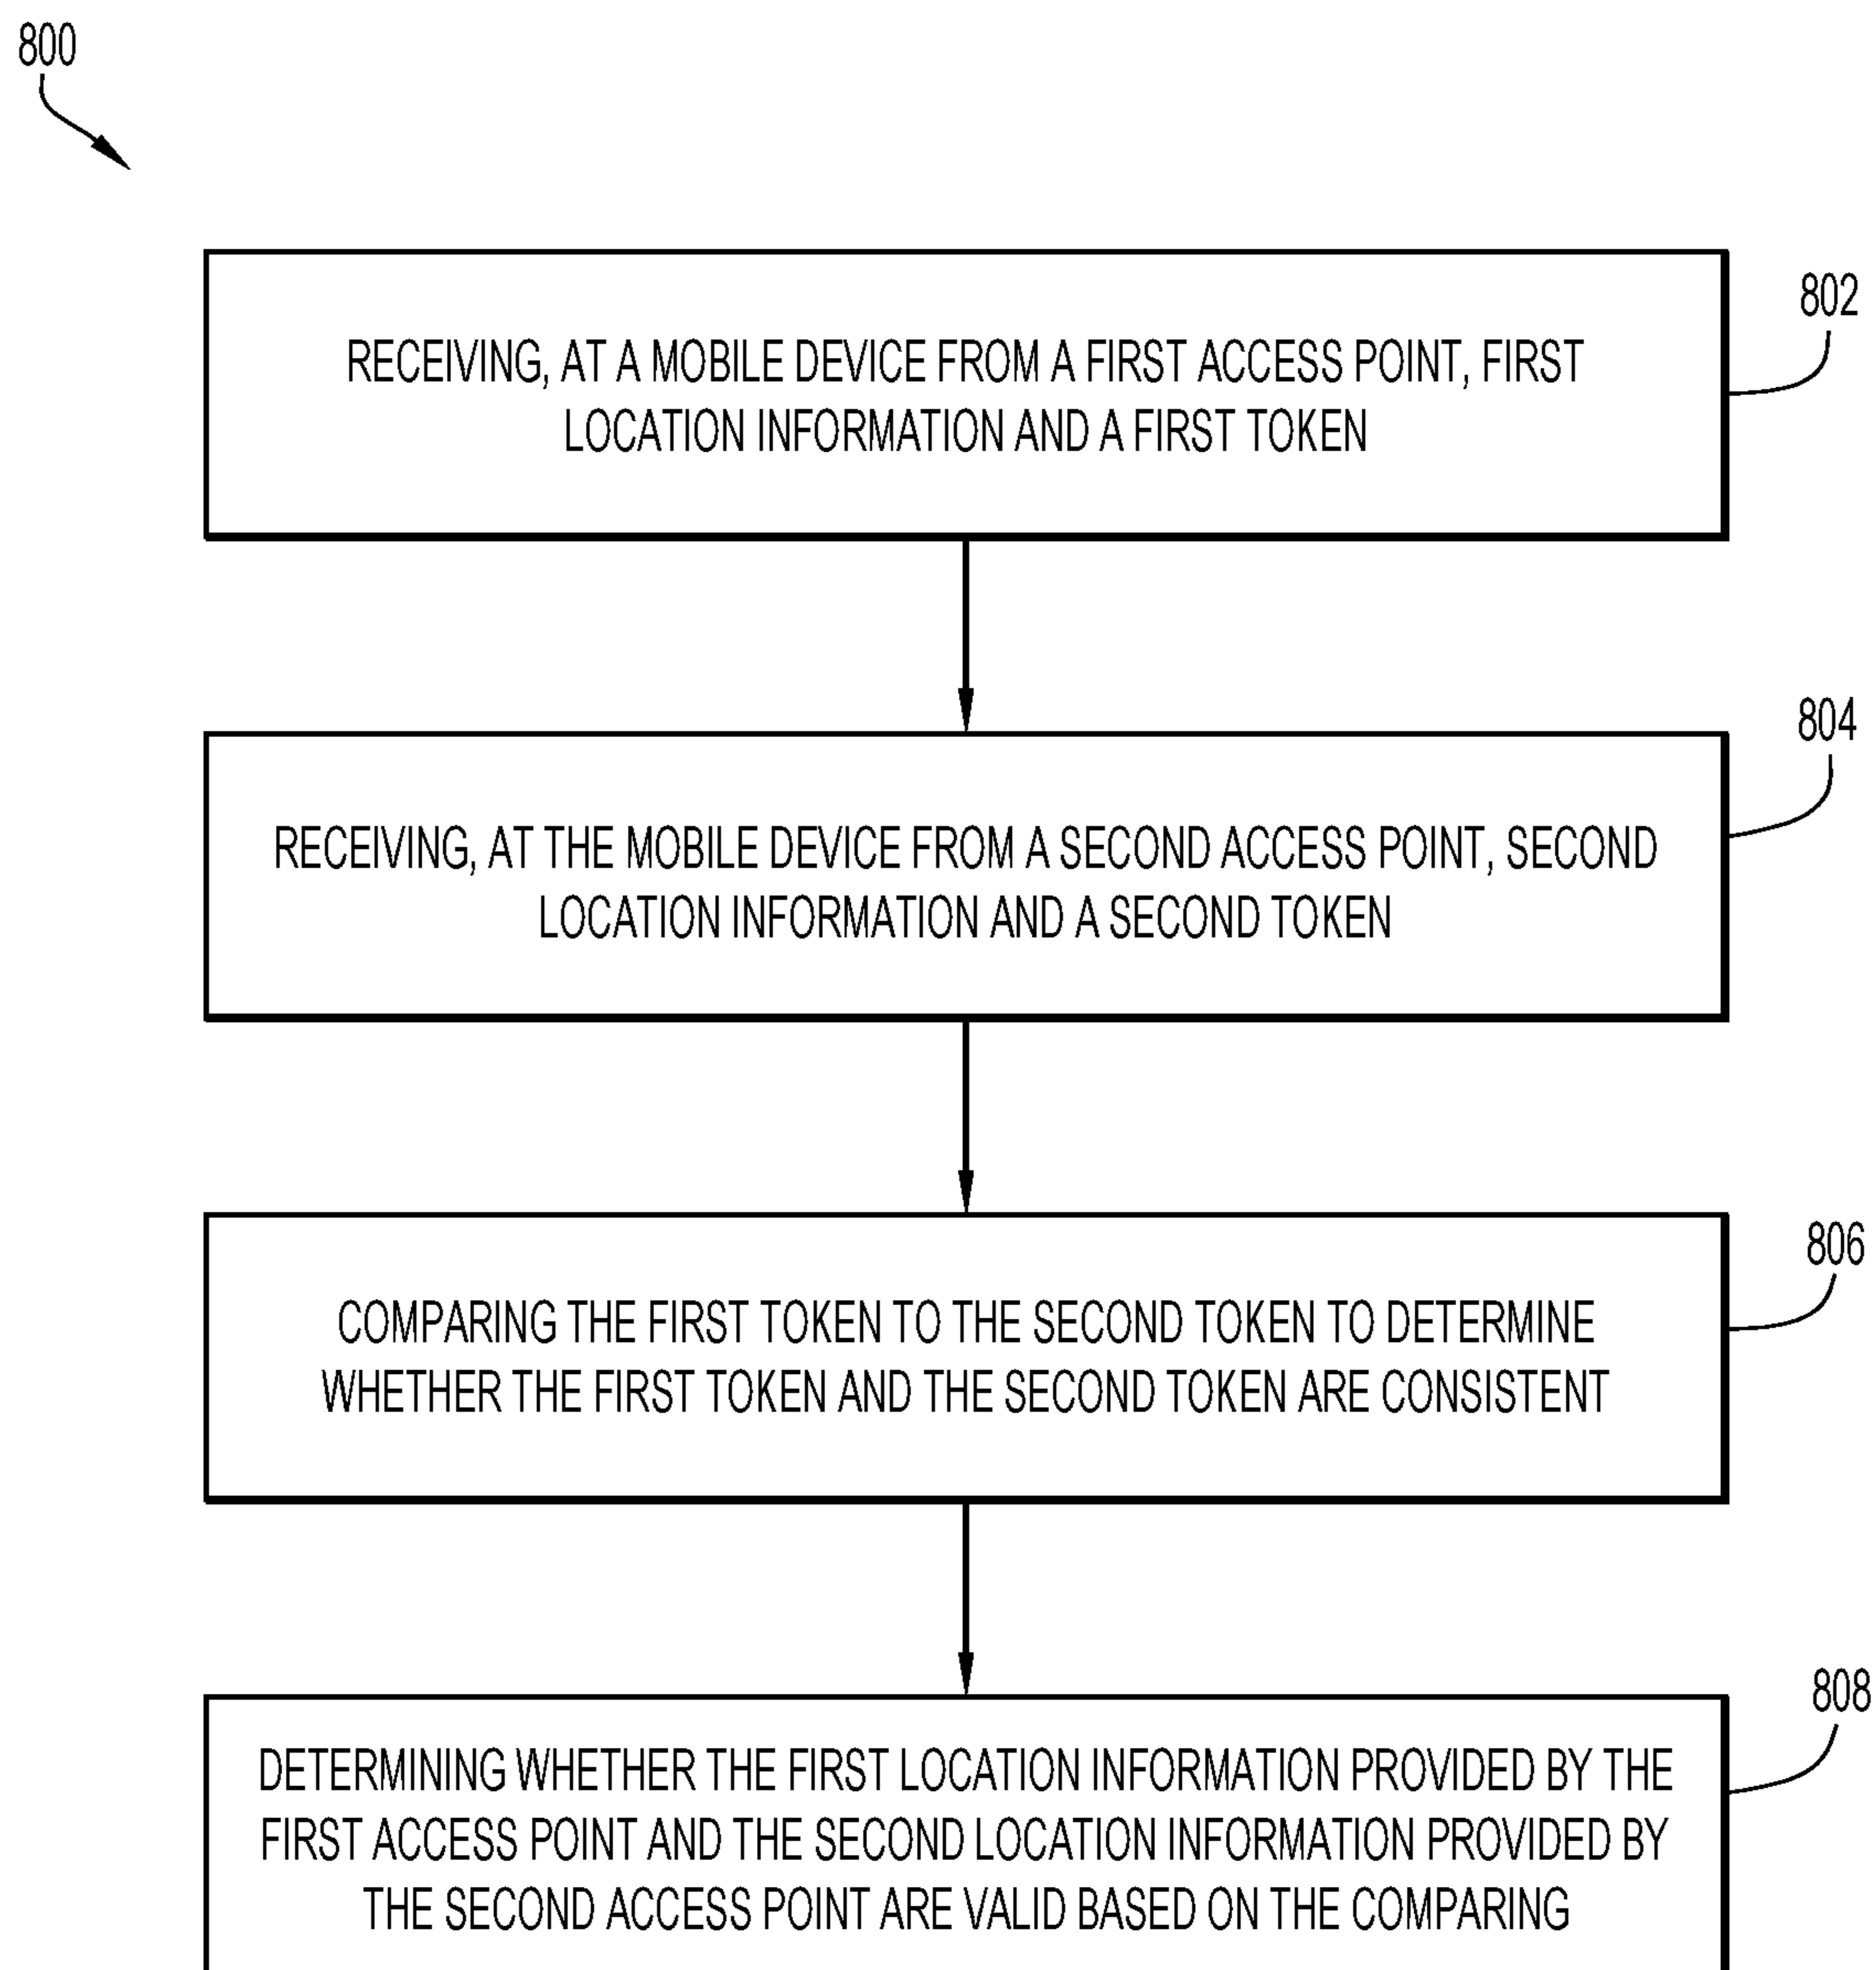 800
802
RECEIVING, AT A MOBILE DEVICE FROM A FIRST ACCESS POINT, FIRST
LOCATION INFORMATION AND A FIRST TOKEN
804
RECEIVING, AT THE MOBILE DEVICE FROM A SECOND ACCESS POINT, SECOND
LOCATION INFORMATION AND A SECOND TOKEN
806
COMPARING THE FIRST TOKEN TO THE SECOND TOKEN TO DETERMINE
WHETHER THE FIRST TOKEN AND THE SECOND TOKEN ARE CONSISTENT
808
DETERMINING WHETHER THE FIRST LOCATION INFORMATION PROVIDED BY THE
FIRST ACCESS POINT AND THE SECOND LOCATION INFORMATION PROVIDED BY
THE SECOND ACCESS POINT ARE VALID BASED ON THE COMPARING